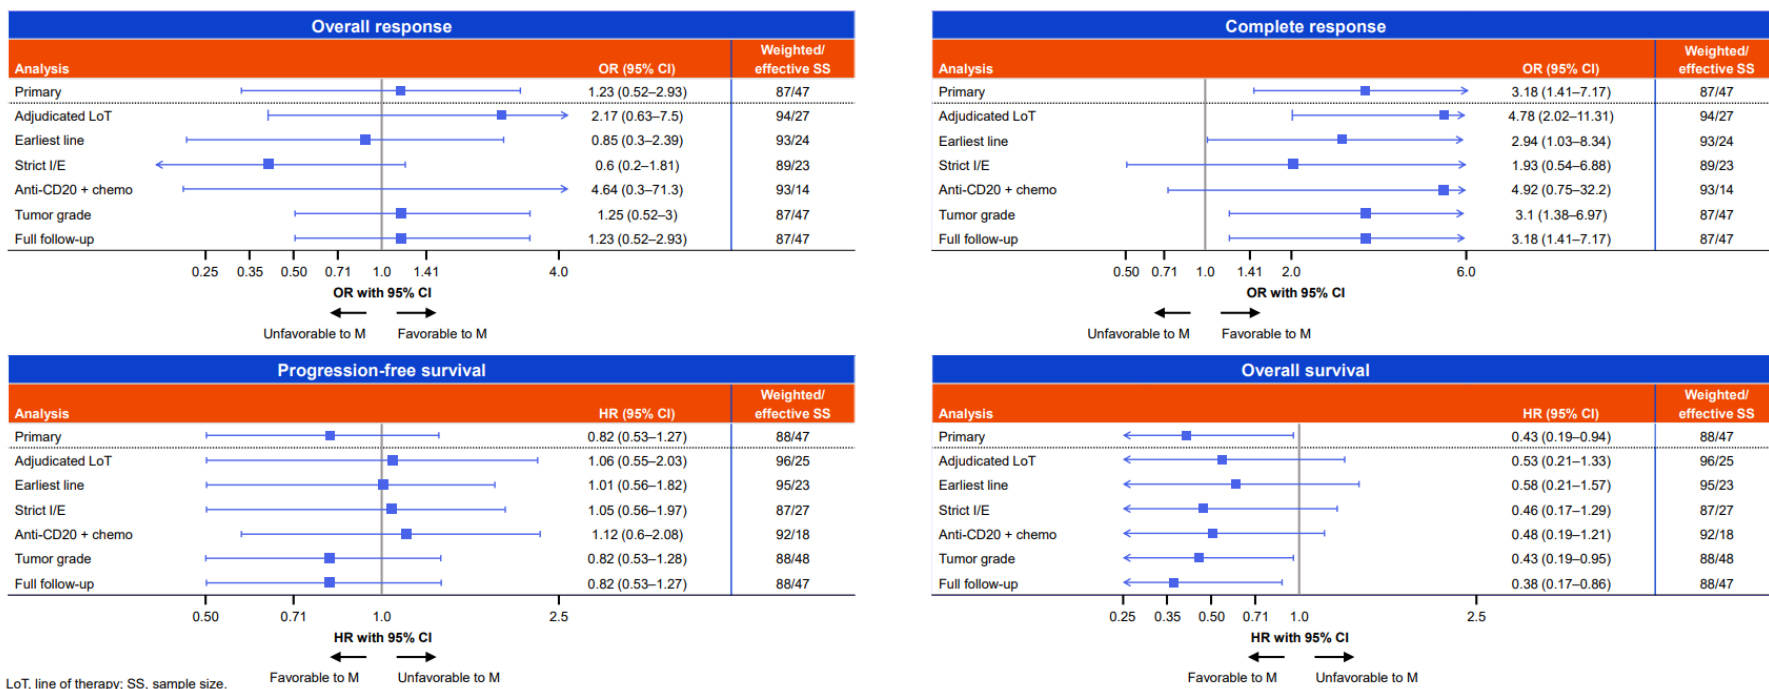 Overall response
Analysis OR (95% CI) Weighted/ effective SS
Primary 1.23 (0.52–2.93) 87/47
Adjudicated LoT 2.17 (0.63–7.5) 94/27
Earliest line 0.85 (0.3–2.39) 93/24
Strict I/E 0.6 (0.2–1.81) 89/23
Anti-CD20 + chemo 4.64 (0.3–71.3) 93/14
Tumor grade 1.25 (0.52–3) 87/47
Full follow-up 1.23 (0.52–2.93) 87/47
0.25 0.35 0.50 0.71 1.0 1.41 4.0
OR with 95% CI
Unfavorable to M Favorable to M
Complete response
Analysis OR (95% CI) Weighted/ effective SS
Primary 3.18 (1.41–7.17) 87/47
Adjudicated LoT 4.78 (2.02–11.31) 94/27
Earliest line 2.94 (1.03–8.34) 93/24
Strict I/E 1.93 (0.54–6.88) 89/23
Anti-CD20 + chemo 4.92 (0.75–32.2) 93/14
Tumor grade 3.1 (1.38–6.97) 87/47
Full follow-up 3.18 (1.41–7.17) 87/47
0.50 0.71 1.0 1.41 2.0 6.0
OR with 95% CI
Unfavorable to M Favorable to M
Progression-free survival
Analysis HR (95% CI) Weighted/ effective SS
Primary 0.82 (0.53–1.27) 88/47
Adjudicated LoT 1.06 (0.55–2.03) 96/25
Earliest line 1.01 (0.56–1.82) 95/23
Strict I/E 1.05 (0.56–1.97) 87/27
Anti-CD20 + chemo 1.12 (0.6–2.08) 92/18
Tumor grade 0.82 (0.53–1.28) 88/48
Full follow-up 0.82 (0.53–1.27) 88/47
0.50 0.71 1.0 2.5
HR with 95% CI
Favorable to M Unfavorable to M
Overall survival
Analysis HR (95% CI) Weighted/ effective SS
Primary 0.43 (0.19–0.94) 88/47
Adjudicated LoT 0.53 (0.21–1.33) 96/25
Earliest line 0.58 (0.21–1.57) 95/23
Strict I/E 0.46 (0.17–1.29) 87/27
Anti-CD20 + chemo 0.48 (0.19–1.21) 92/18
Tumor grade 0.43 (0.19–0.95) 88/48
Full follow-up 0.38 (0.17–0.86) 88/47
0.25 0.35 0.50 0.71 1.0 2.5
HR with 95% CI
Favorable to M Unfavorable to M
LoT, line of therapy; SS, sample size.